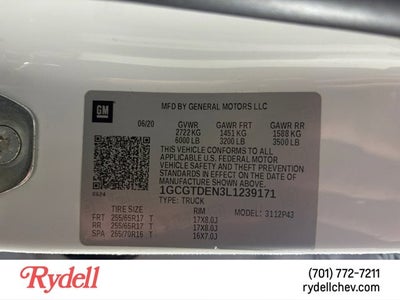 GM
MFD BY GENERAL MOTORS LLC
06/20 GVWR GAWR FRT GAWR RR
2722 KG 1451 KG 1588 KG
6000 LB 3200 LB 3500 LB
THIS VEHICLE CONFORMS TO ALL
APPLICABLE U.S. FEDERAL MOTOR
VEHICLE SAFETY AND THEFT PREVENTION
STANDARDS IN EFFECT ON THE DATE OF
MANUFACTURE SHOWN ABOVE.
1GCGTDEN3L1239171
TYPE: TRUCK
TIRE SIZE RIM MODEL: 3112P43
FRT 255/65R17 T 17X8.0J
RR 255/65R17 T 17X8.0J
SPA 265/70R16 T 16X7.0J
Rydell
(701) 772-7211
rydellchev.com